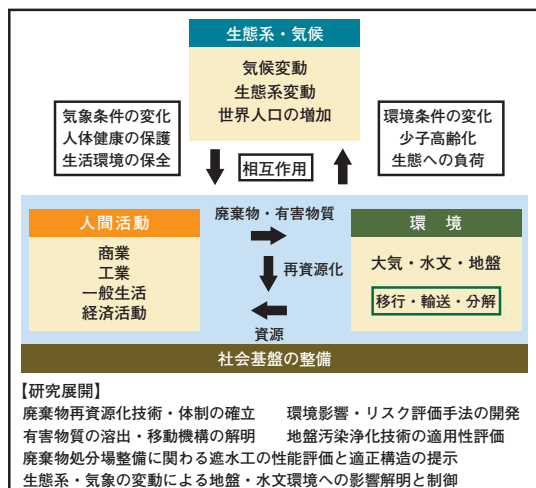 生態系・気候
気候変動
生態系変動
世界人口の増加
気象条件の変化
人体健康の保護
生活環境の保全
相互作用
環境条件の変化
少子高齢化
生態への負荷
人間活動
商業
工業
一般生活
経済活動
廃棄物・有害物質
再資源化
資源
環 境
大気・水文・地盤
移行・輸送・分解
社会基盤の整備
【研究展開】
廃棄物再資源化技術・体制の確立 環境影響・リスク評価手法の開発
有害物質の溶出・移動機構の解明 地盤汚染浄化技術の適用性評価
廃棄物処分場整備に関わる遮水工の性能評価と適正構造の提示
生態系・気象の変動による地盤・水文環境への影響解明と制御